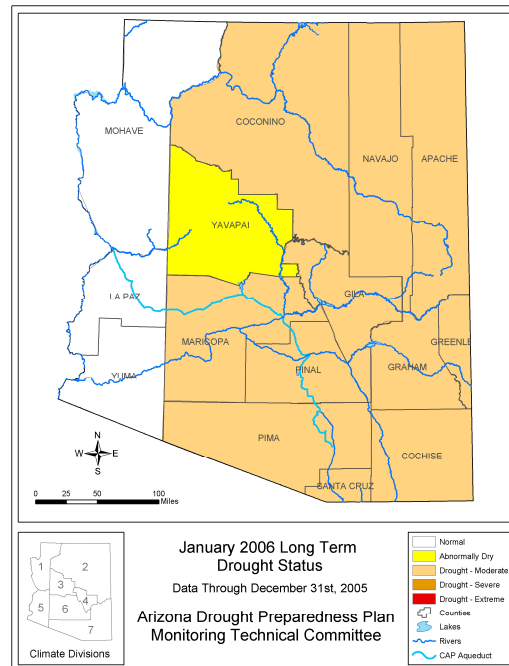 COCONINO
MOHAVE
NAVAJO
APACHE
YAVAPAI
LA PAZ
GILA
MARICOPA
GREENLE
YUMA
PINAL
GRAHAM
PIMA
COCHISE
SANTA CRUZ
N
W E
S
0 25 50 100
Miles
1
2
3
4
5
6
7
Climate Divisions
January 2006 Long Term
Drought Status
Data Through December 31st, 2005
Arizona Drought Preparedness Plan
Monitoring Technical Committee
Normal
Abnormally Dry
Drought - Moderate
Drought - Severe
Drought - Extreme
Counties
Lakes
Rivers
CAP Aqueduct